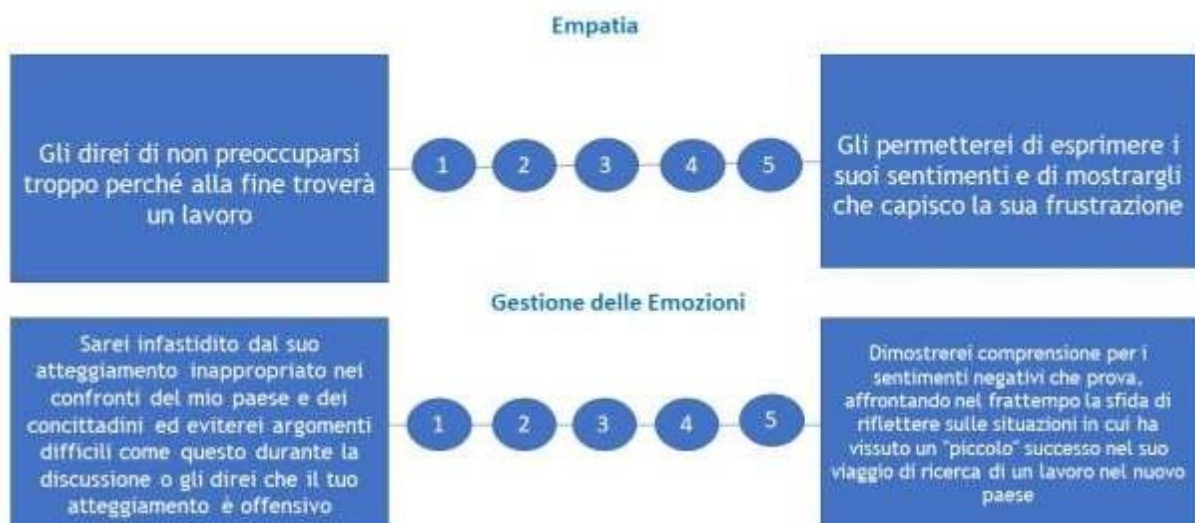 Empatia
Gli direi di non preoccuparsi
troppo perché alla fine troverà
un lavoro
1 2 3 4 5
Gli permetterei di esprimere i
suoi sentimenti e di mostrargli
che capisco la sua frustrazione
Gestione delle Emozioni
Sarei infastidito dal suo
atteggiamento inappropriato nei
confronti del mio paese e dei
concittadini ed eviterei argomenti
difficili come questo durante la
discussione o gli direi che il tuo
atteggiamento è offensivo
1 2 3 4 5
Dimostrerei comprensione per i
sentimenti negativi che prova,
affrontando nel frattempo la sfida di
riflettere sulle situazioni in cui ha
vissuto un "piccolo" successo nel suo
viaggio di ricerca di un lavoro nel nuovo
paese